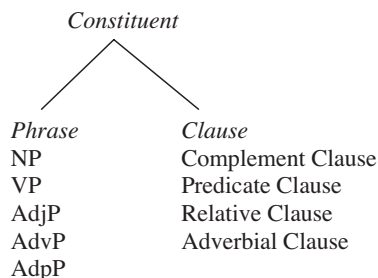 Constituent
Phrase Clause
NP Complement Clause
VP Predicate Clause
AdjP Relative Clause
AdvP Adverbial Clause
AdpP